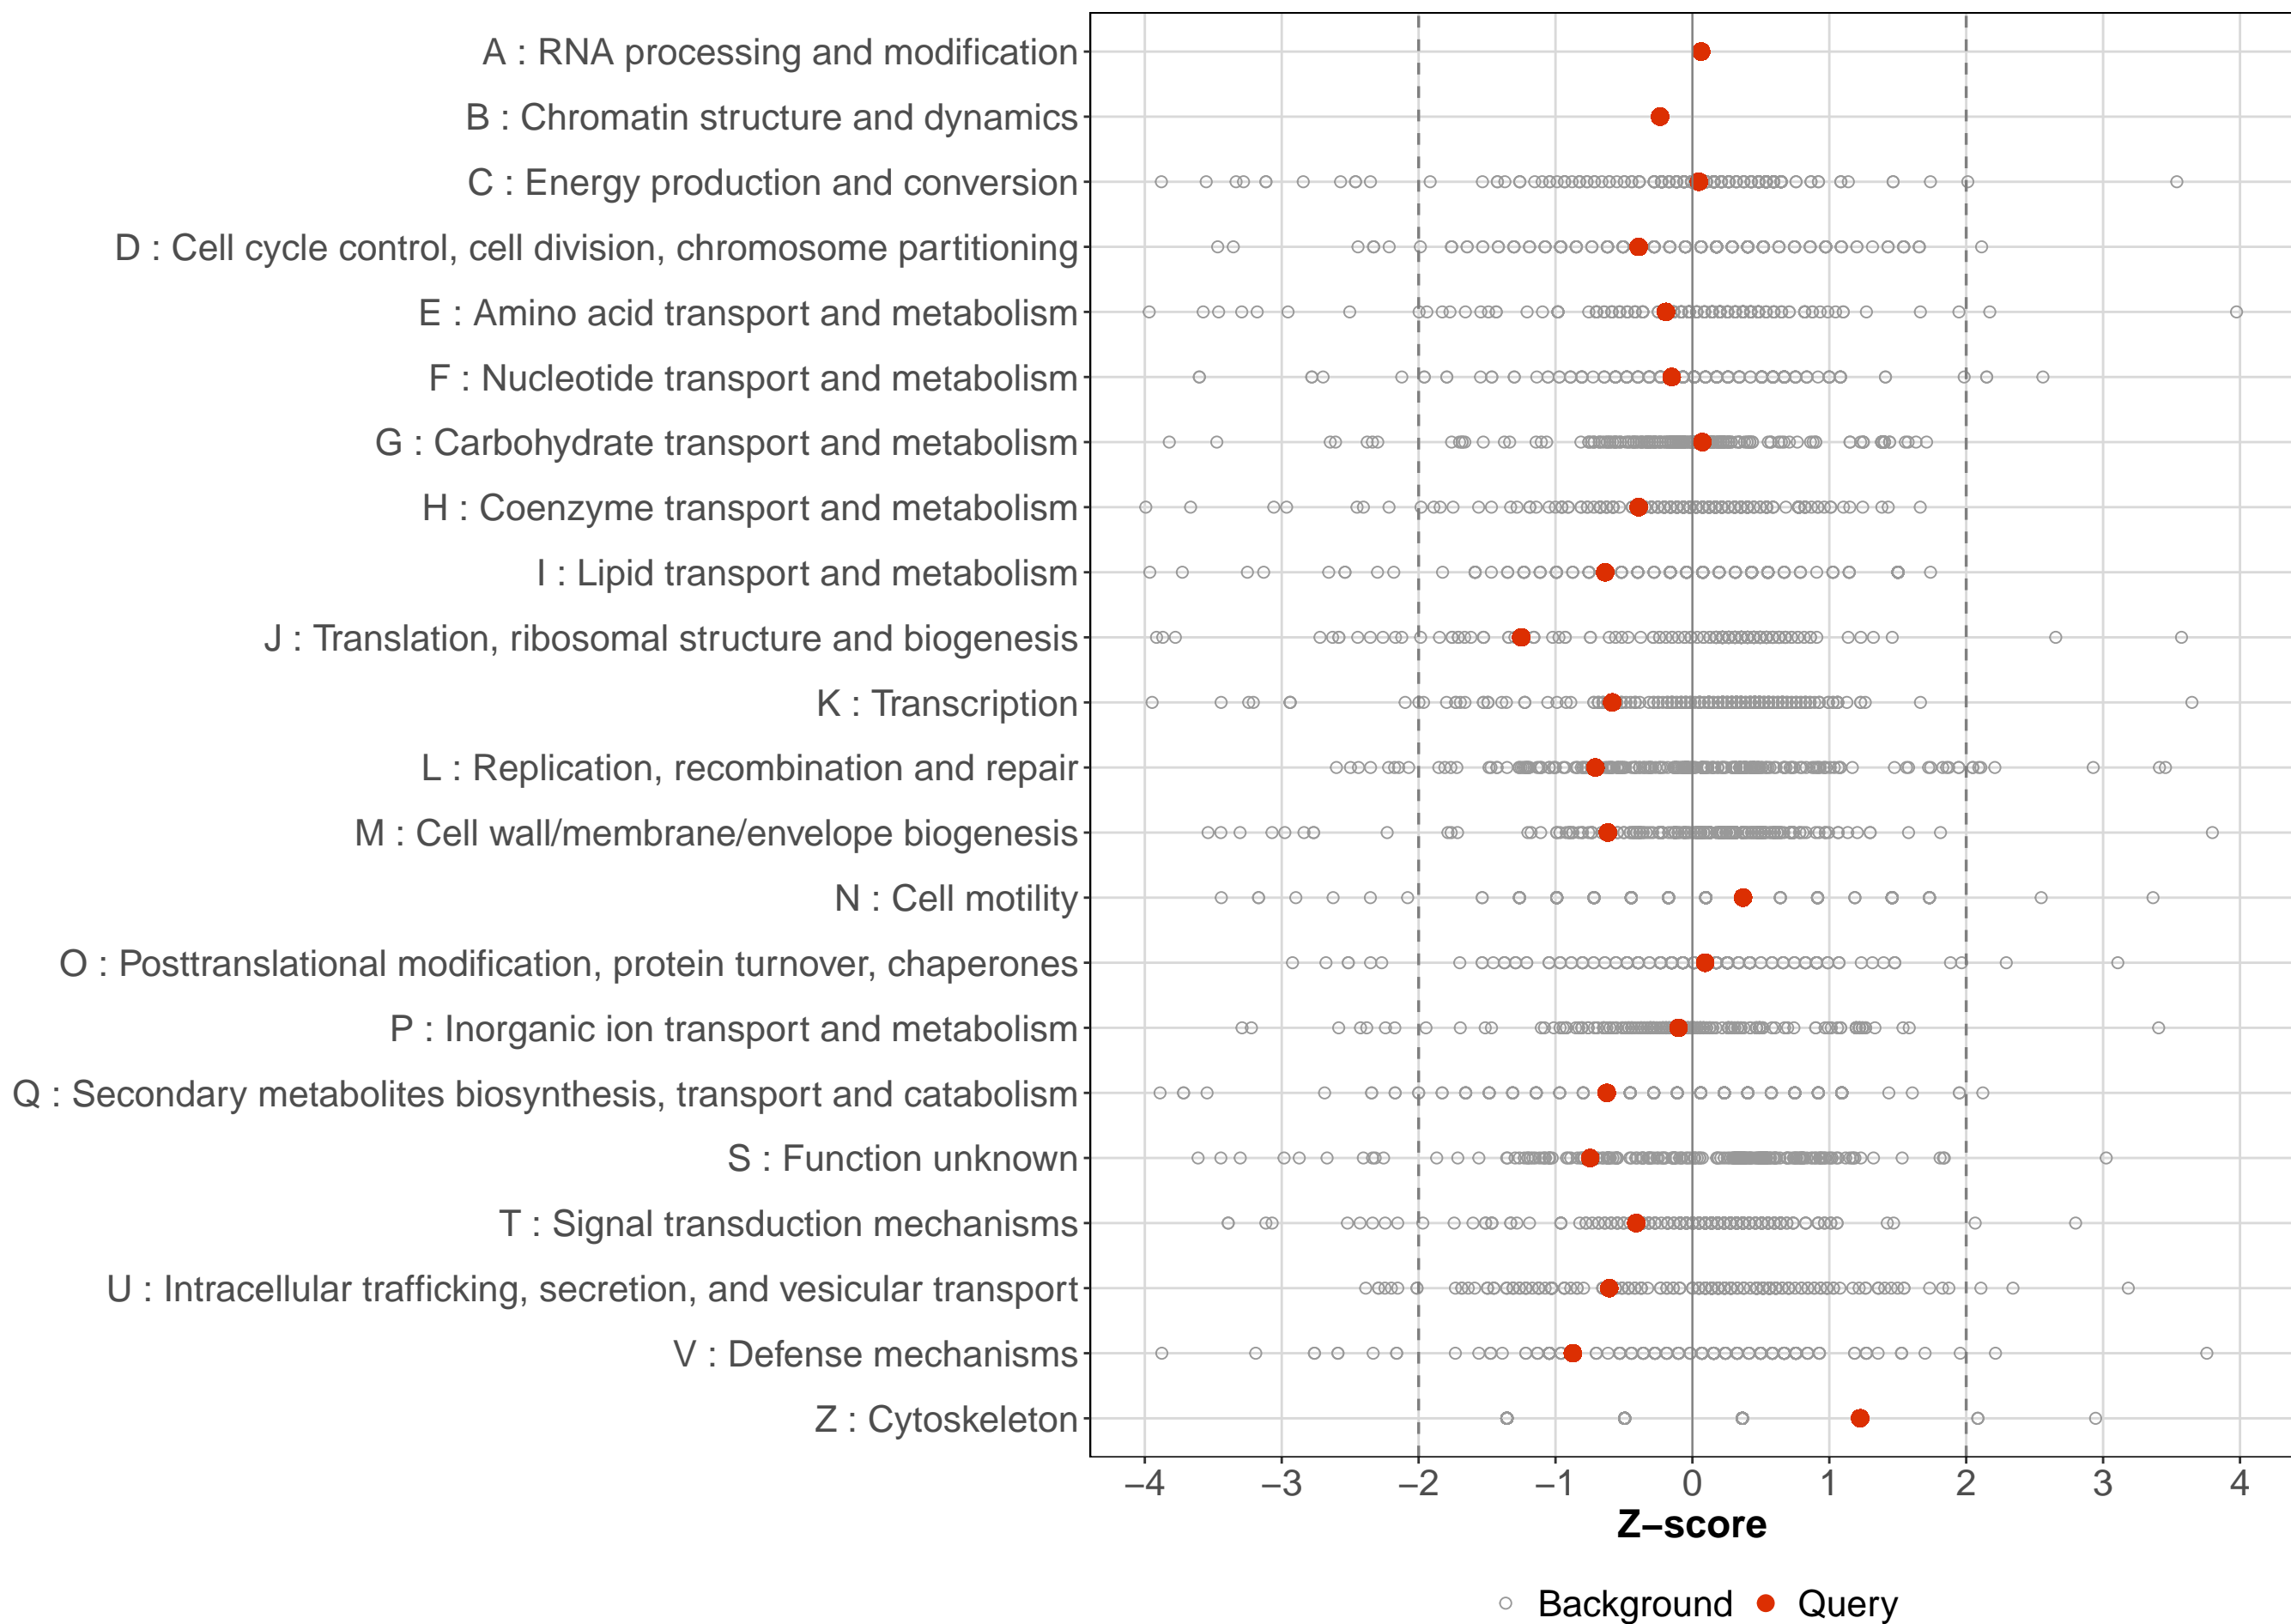 A : RNA processing and modification
B : Chromatin structure and dynamics
C : Energy production and conversion
D : Cell cycle control, cell division, chromosome partitioning
E : Amino acid transport and metabolism
F : Nucleotide transport and metabolism
G : Carbohydrate transport and metabolism
H : Coenzyme transport and metabolism
I : Lipid transport and metabolism
J : Translation, ribosomal structure and biogenesis
K : Transcription
L : Replication, recombination and repair
M : Cell wall/membrane/envelope biogenesis
N : Cell motility
O : Posttranslational modification, protein turnover, chaperones
P : Inorganic ion transport and metabolism
Q : Secondary metabolites biosynthesis, transport and catabolism
S : Function unknown
T : Signal transduction mechanisms
U : Intracellular trafficking, secretion, and vesicular transport
V : Defense mechanisms
Z : Cytoskeleton
−4 −3 −2 −1 0 1 2 3 4
Z−score
Background Query